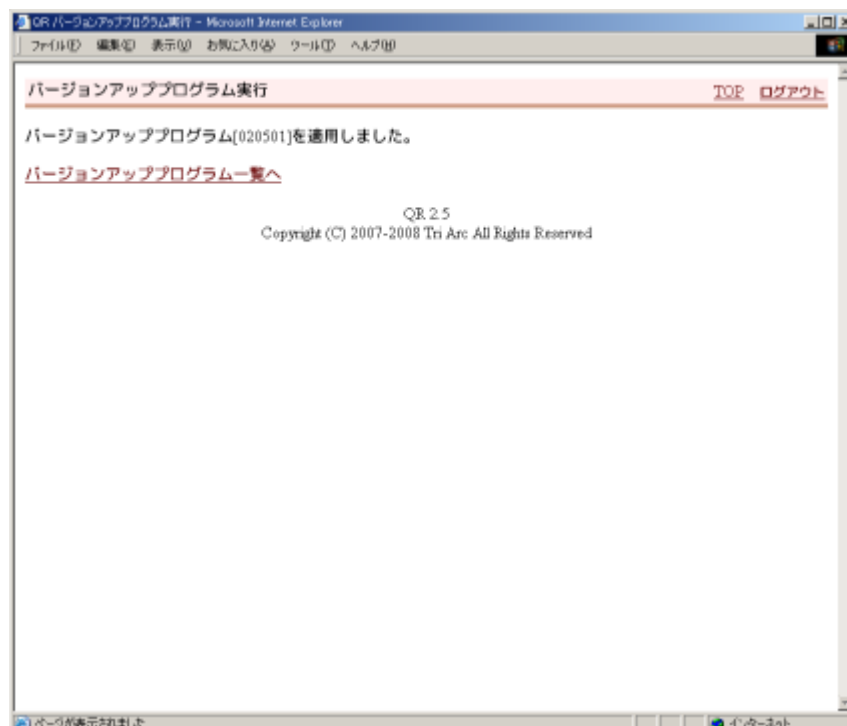 QR バージョンアッププログラム実行 - Microsoft Internet Explorer
ファイル(F) 編集(E) 表示(V) お気に入り(A) ツール(T) ヘルプ(H)
バージョンアッププログラム実行 TOP ログアウト
バージョンアッププログラム[020501]を適用しました。
バージョンアッププログラム一覧へ
QR 2.5
Copyright (C) 2007-2008 Tri Arc All Rights Reserved
ページが表示されました インターネット